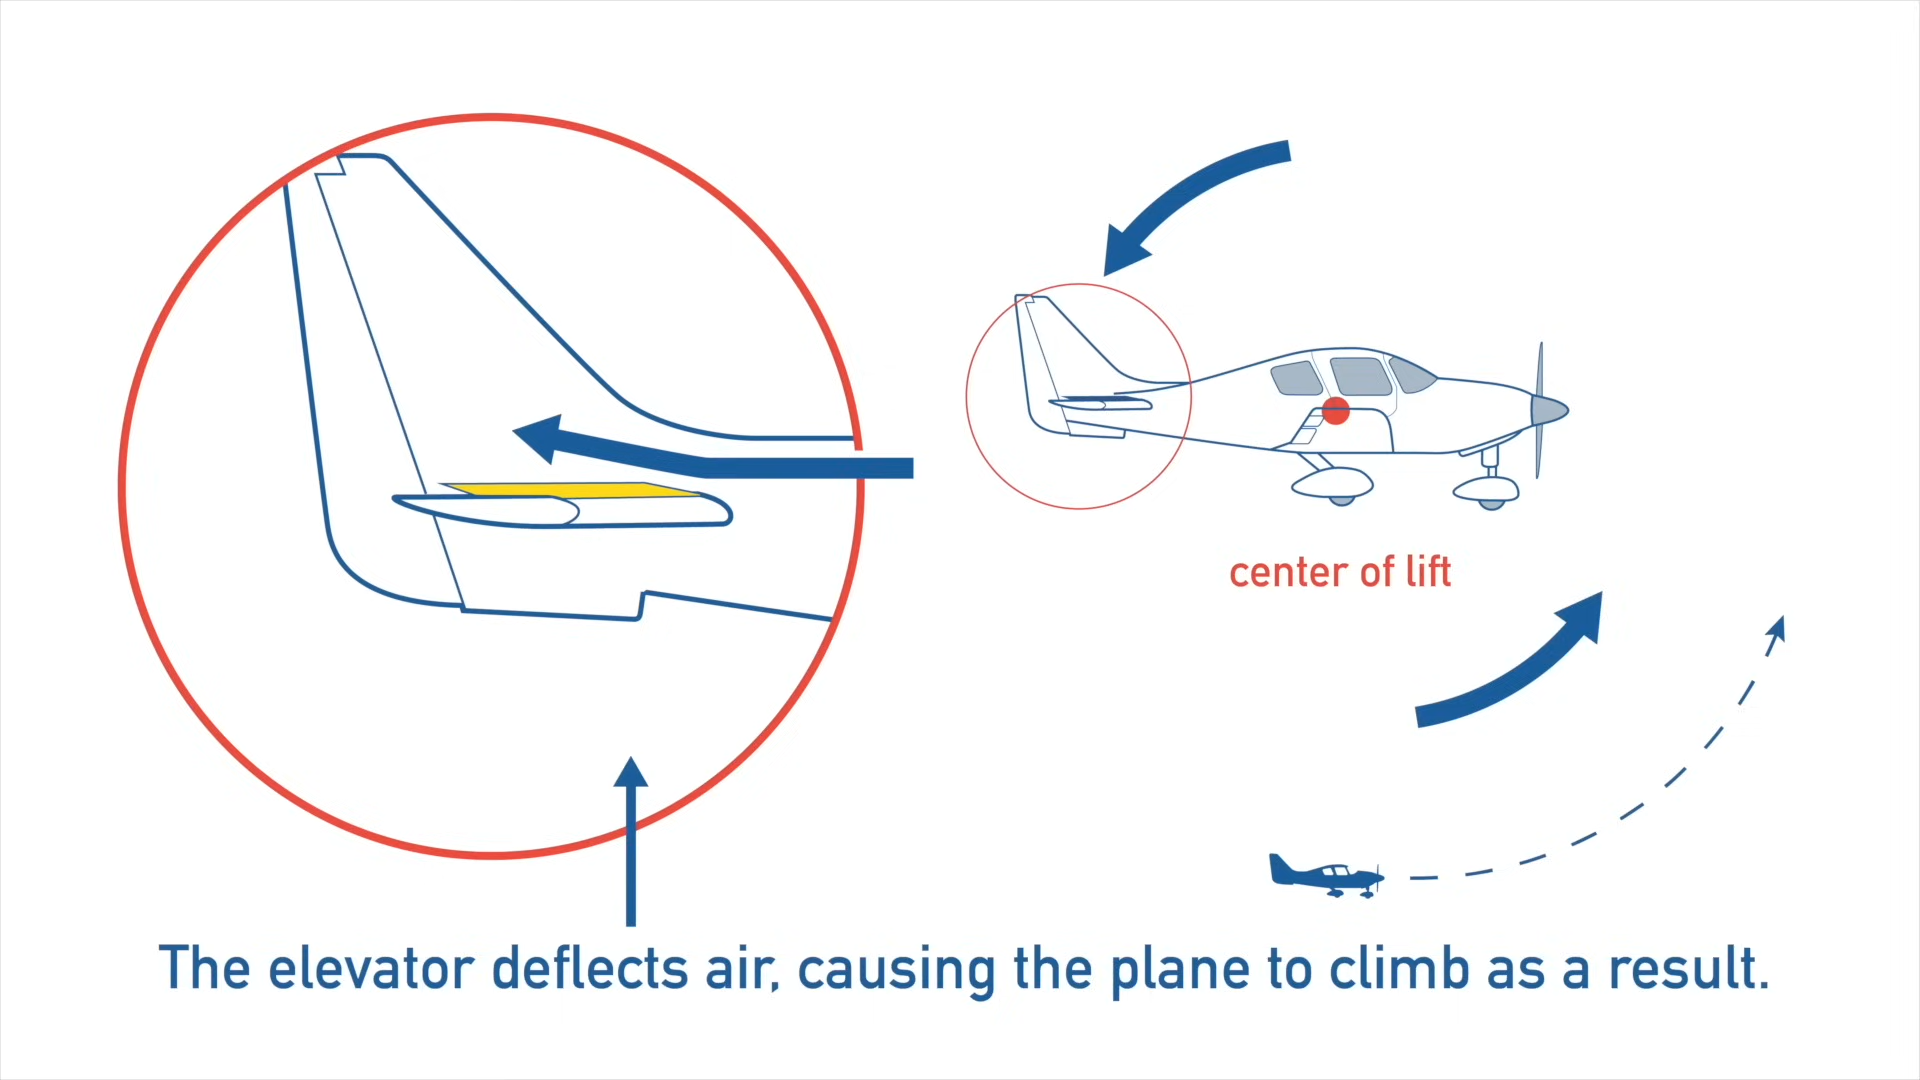 center of lift
The elevator deflects air, causing the plane to climb as a result.